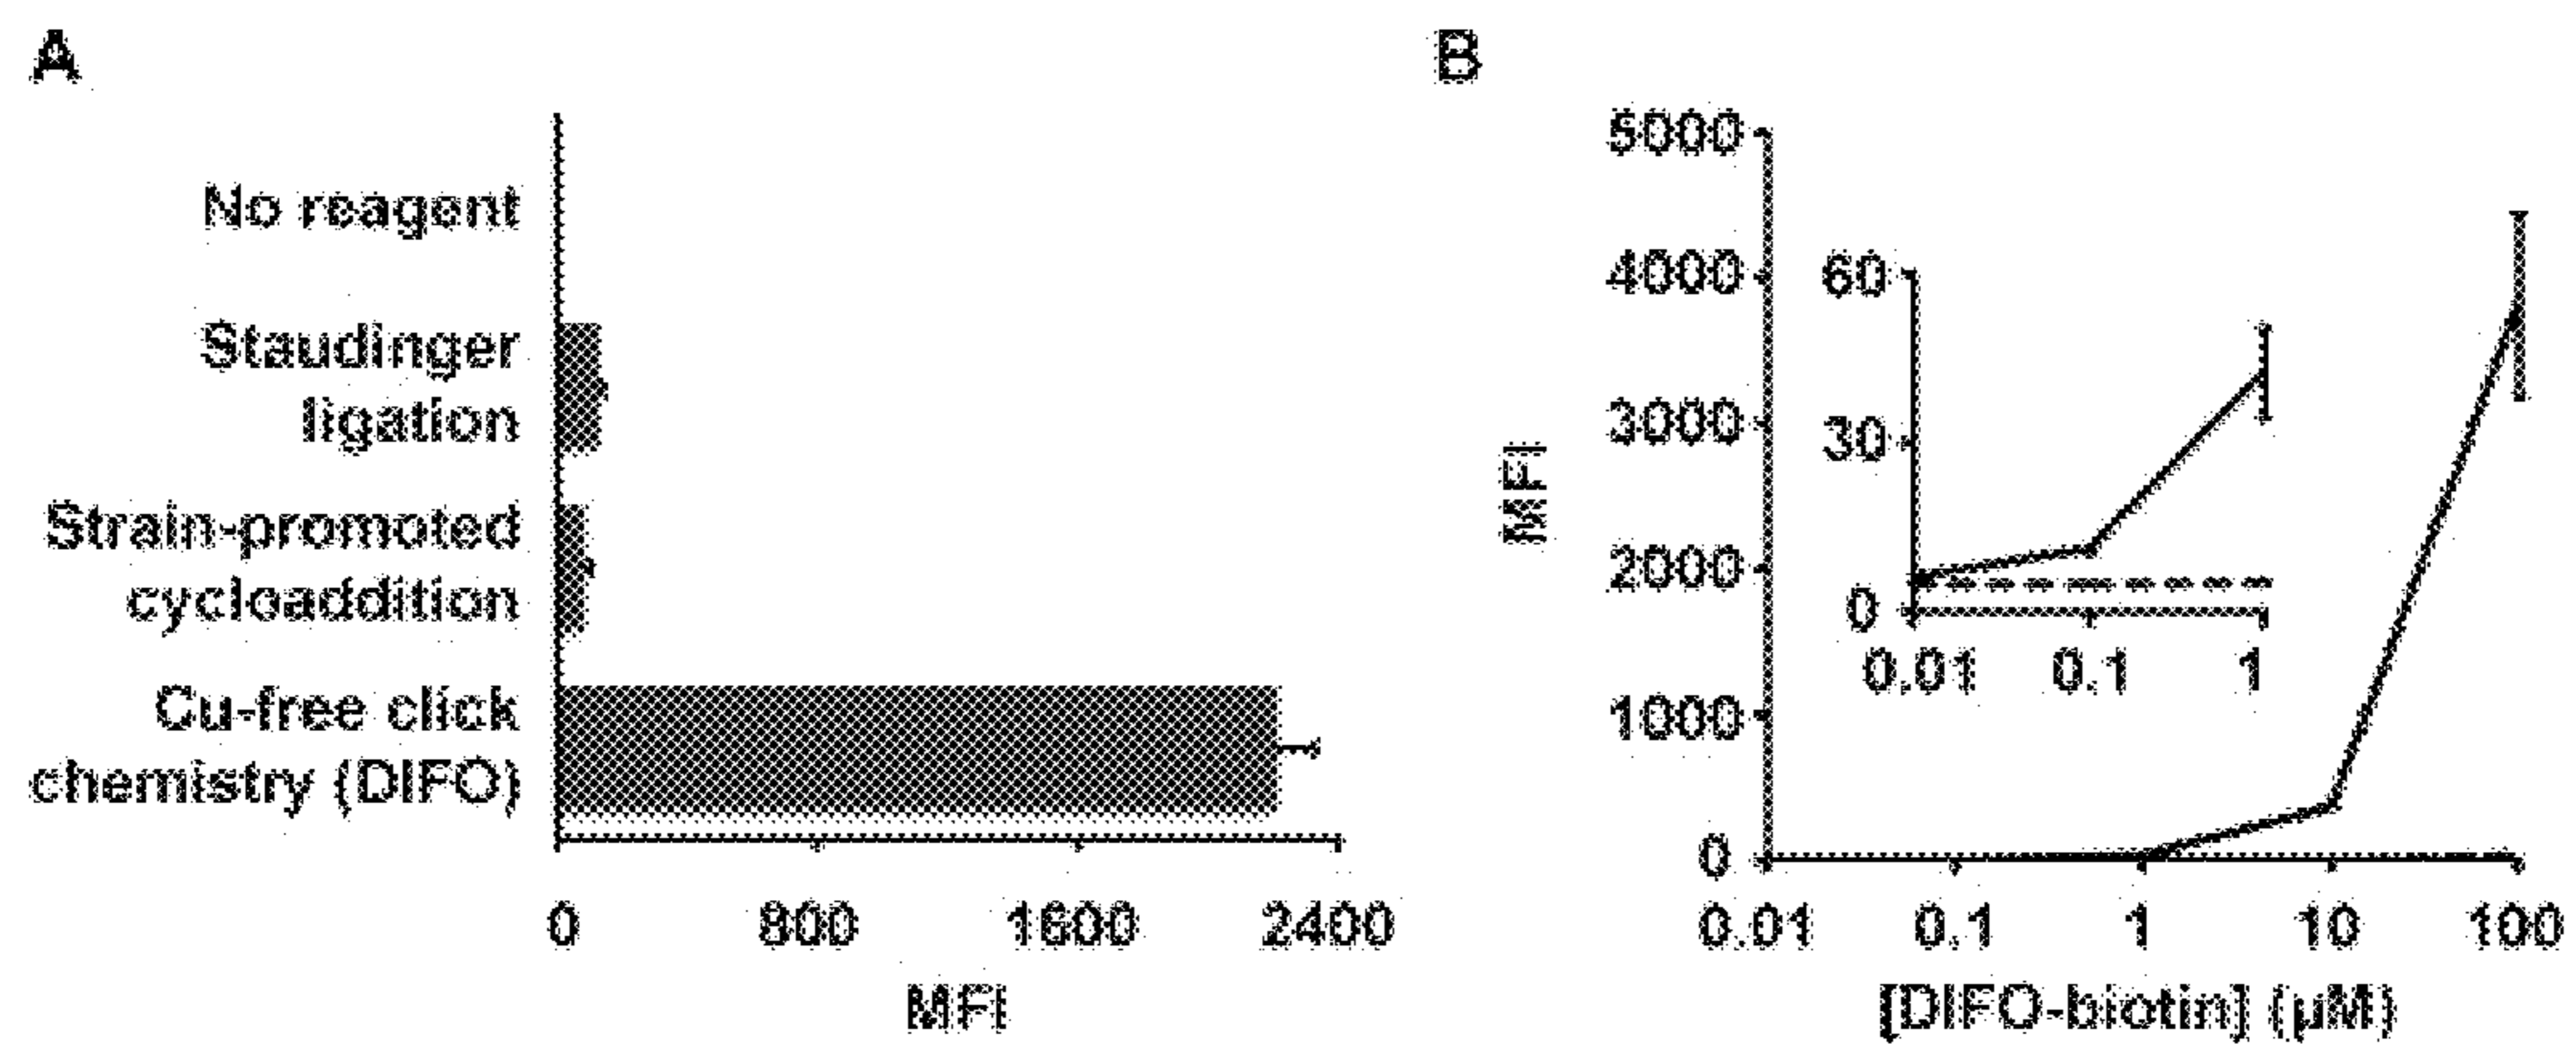 A
No reagent
Staudinger
ligation
Strain-promoted
cycloaddition
Cu-free click
chemistry (DIFO)
0 800 1600 2400
MFI
B
5000
4000
3000
2000
1000
0
MFI
60
30
0
0.01 0.1 1
0.01 0.1 1 10 100
[DIFO-biotin] (µM)